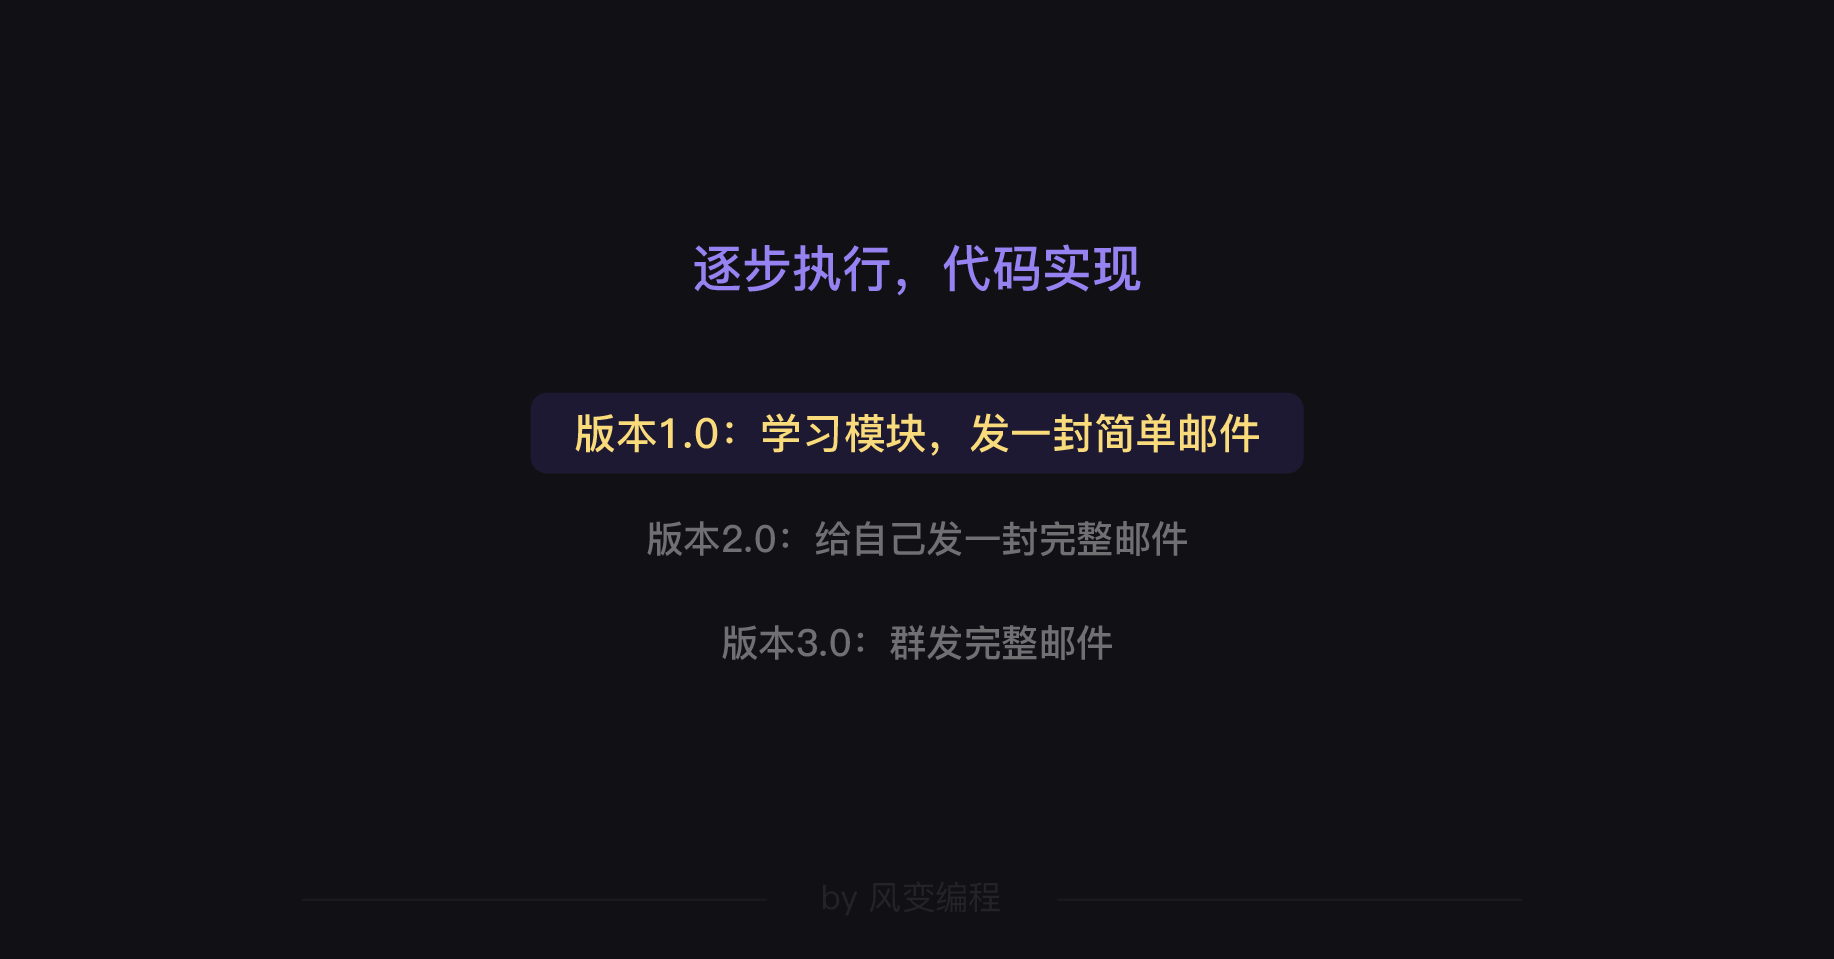 逐步执行，代码实现
版本1.0：学习模块，发一封简单邮件
版本2.0：给自己发一封完整邮件
版本3.0：群发完整邮件
by 风变编程